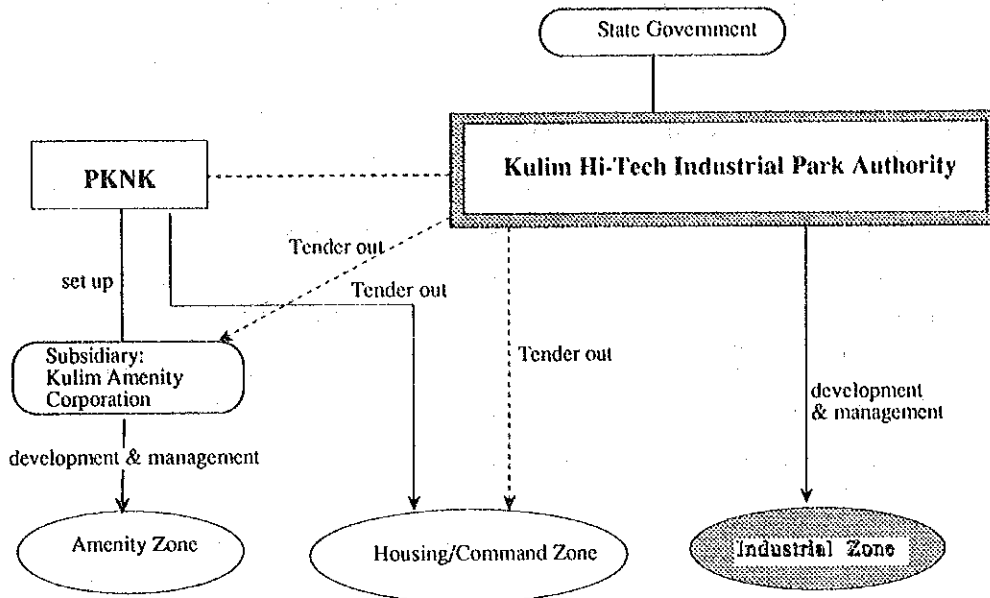 State Government
Kulim Hi-Tech Industrial Park Authority
PKNK
Tender out
set up
Tender out
Tender out
Subsidiary:
Kulim Amenity
Corporation
development
& management
development & management
Amenity Zone
Housing/Command Zone
Industrial Zone